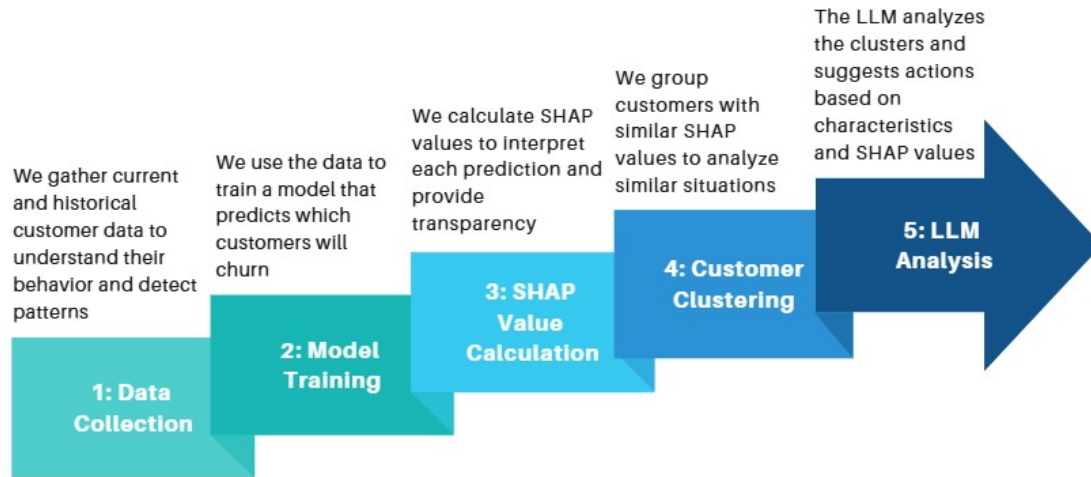 We gather current
and historical
customer data to
understand their
behavior and detect
patterns
1: Data
Collection
We use the data to
train a model that
predicts which
customers will
churn
2: Model
Training
We calculate SHAP
values to interpret
each prediction and
provide
transparency
3: SHAP
Value
Calculation
We group
customers with
similar SHAP
values to analyze
similar situations
4: Customer
Clustering
The LLM analyzes
the clusters and
suggests actions
based on
characteristics
and SHAP values
5: LLM
Analysis